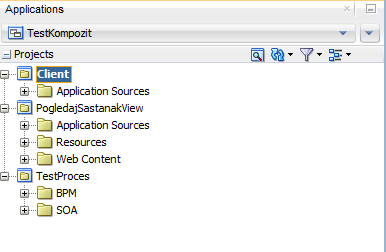 Applications
TestKompozit
Projects
Client
Application Sources
PogledajSastanakView
Application Sources
Resources
Web Content
TestProces
BPM
SOA